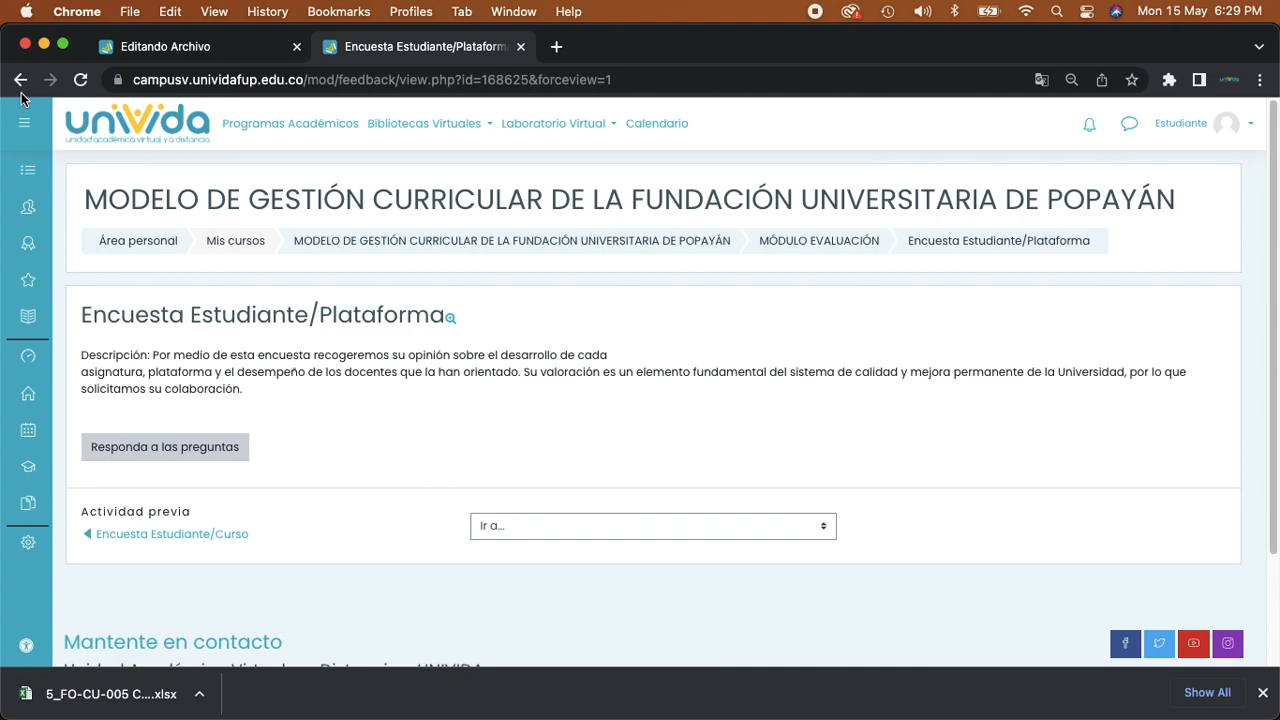 Chrome File Edit View History Bookmarks Profiles Tab Window Help Mon 15 May 6:29 PM
Editando Archivo Encuesta Estudiante/Plataform
campusv.unividafup.edu.co/mod/feedback/view.php?id=168625&forceview=1
univida
unidad académica virtual y a distancia
Programas Académicos Bibliotecas Virtuales Laboratorio Virtual Calendario Estudiante
MODELO DE GESTIÓN CURRICULAR DE LA FUNDACIÓN UNIVERSITARIA DE POPAYÁN
Área personal Mis cursos MODELO DE GESTIÓN CURRICULAR DE LA FUNDACIÓN UNIVERSITARIA DE POPAYÁN MÓDULO EVALUACIÓN Encuesta Estudiante/Plataforma
Encuesta Estudiante/Plataforma
Descripción: Por medio de esta encuesta recogeremos su opinión sobre el desarrollo de cada
asignatura, plataforma y el desempeño de los docentes que la han orientado. Su valoración es un elemento fundamental del sistema de calidad y mejora permanente de la Universidad, por lo que
solicitamos su colaboración.
Responda a las preguntas
Actividad previa
Encuesta Estudiante/Curso
Ir a...
Mantente en contacto
Unidad Académica Virtual y a Distancia - UNIVIDA
5_FO-CU-005 C....xlsx Show All